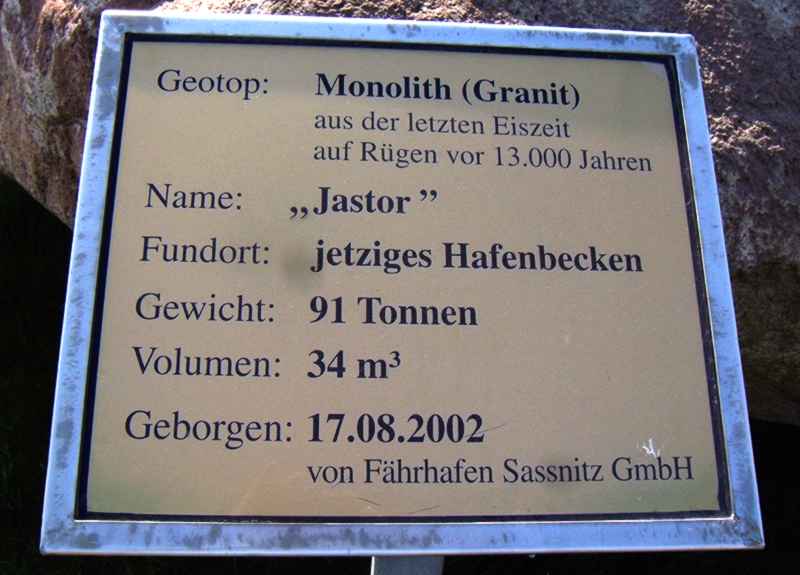 Geotop: Monolith (Granit)
aus der letzten Eiszeit
auf Rügen vor 13.000 Jahren
Name: „Jastor”
Fundort: jetziges Hafenbecken
Gewicht: 91 Tonnen
Volumen: 34 m³
Geborgen: 17.08.2002
von Fährhafen Sassnitz GmbH